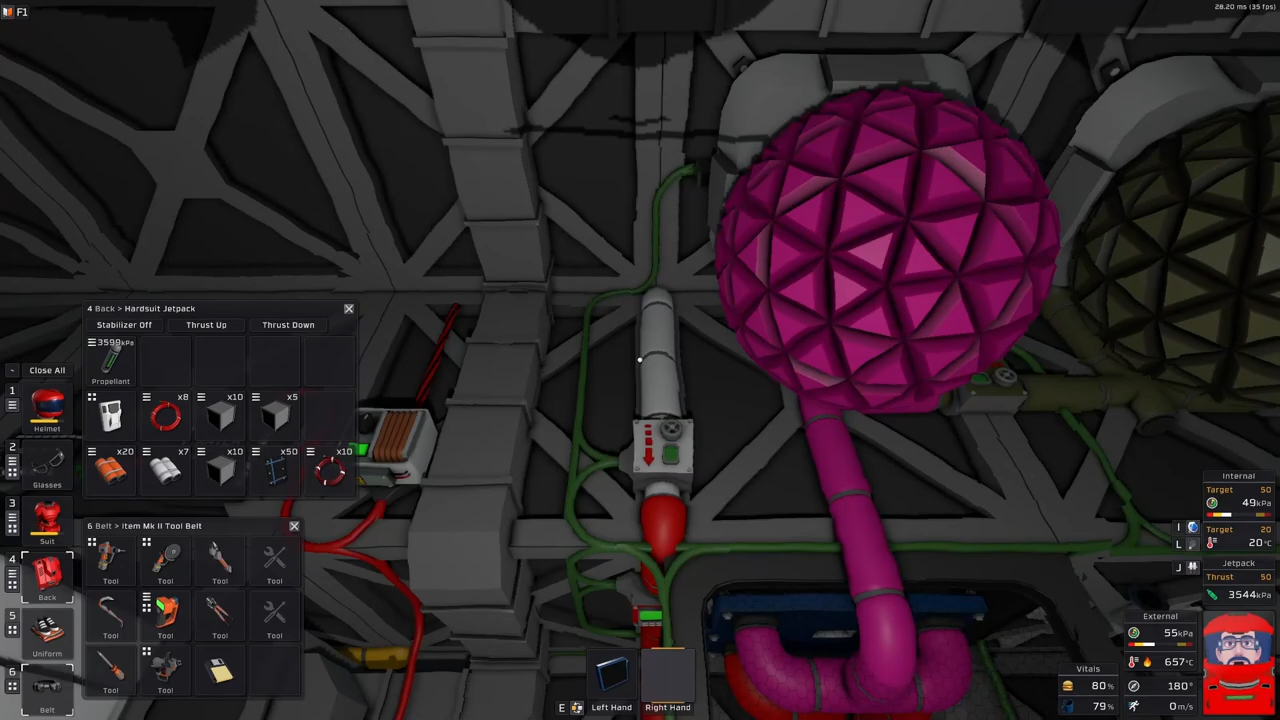 F1
28.20 ms (35 fps)
4 Back > Hardsuit Jetpack
Stabilizer Off Thrust Up Thrust Down
3599kPa
Propellant
x8 x10 x5
x20 x7 x10 x50 x10
~ Close All
1
Helmet
2
Glasses
3
Suit
4
Back
5
Uniform
6
Belt
6 Belt > Item Mk II Tool Belt
Tool Tool Tool Tool
Tool Tool Tool Tool
Tool Tool
E Left Hand Right Hand
Internal
Target 50
49kPa
Target 20
20°C
I
L
J
Jetpack
Thrust 50
3544kPa
External
55kPa
657°C
180°
0m/s
Vitals
80%
79%